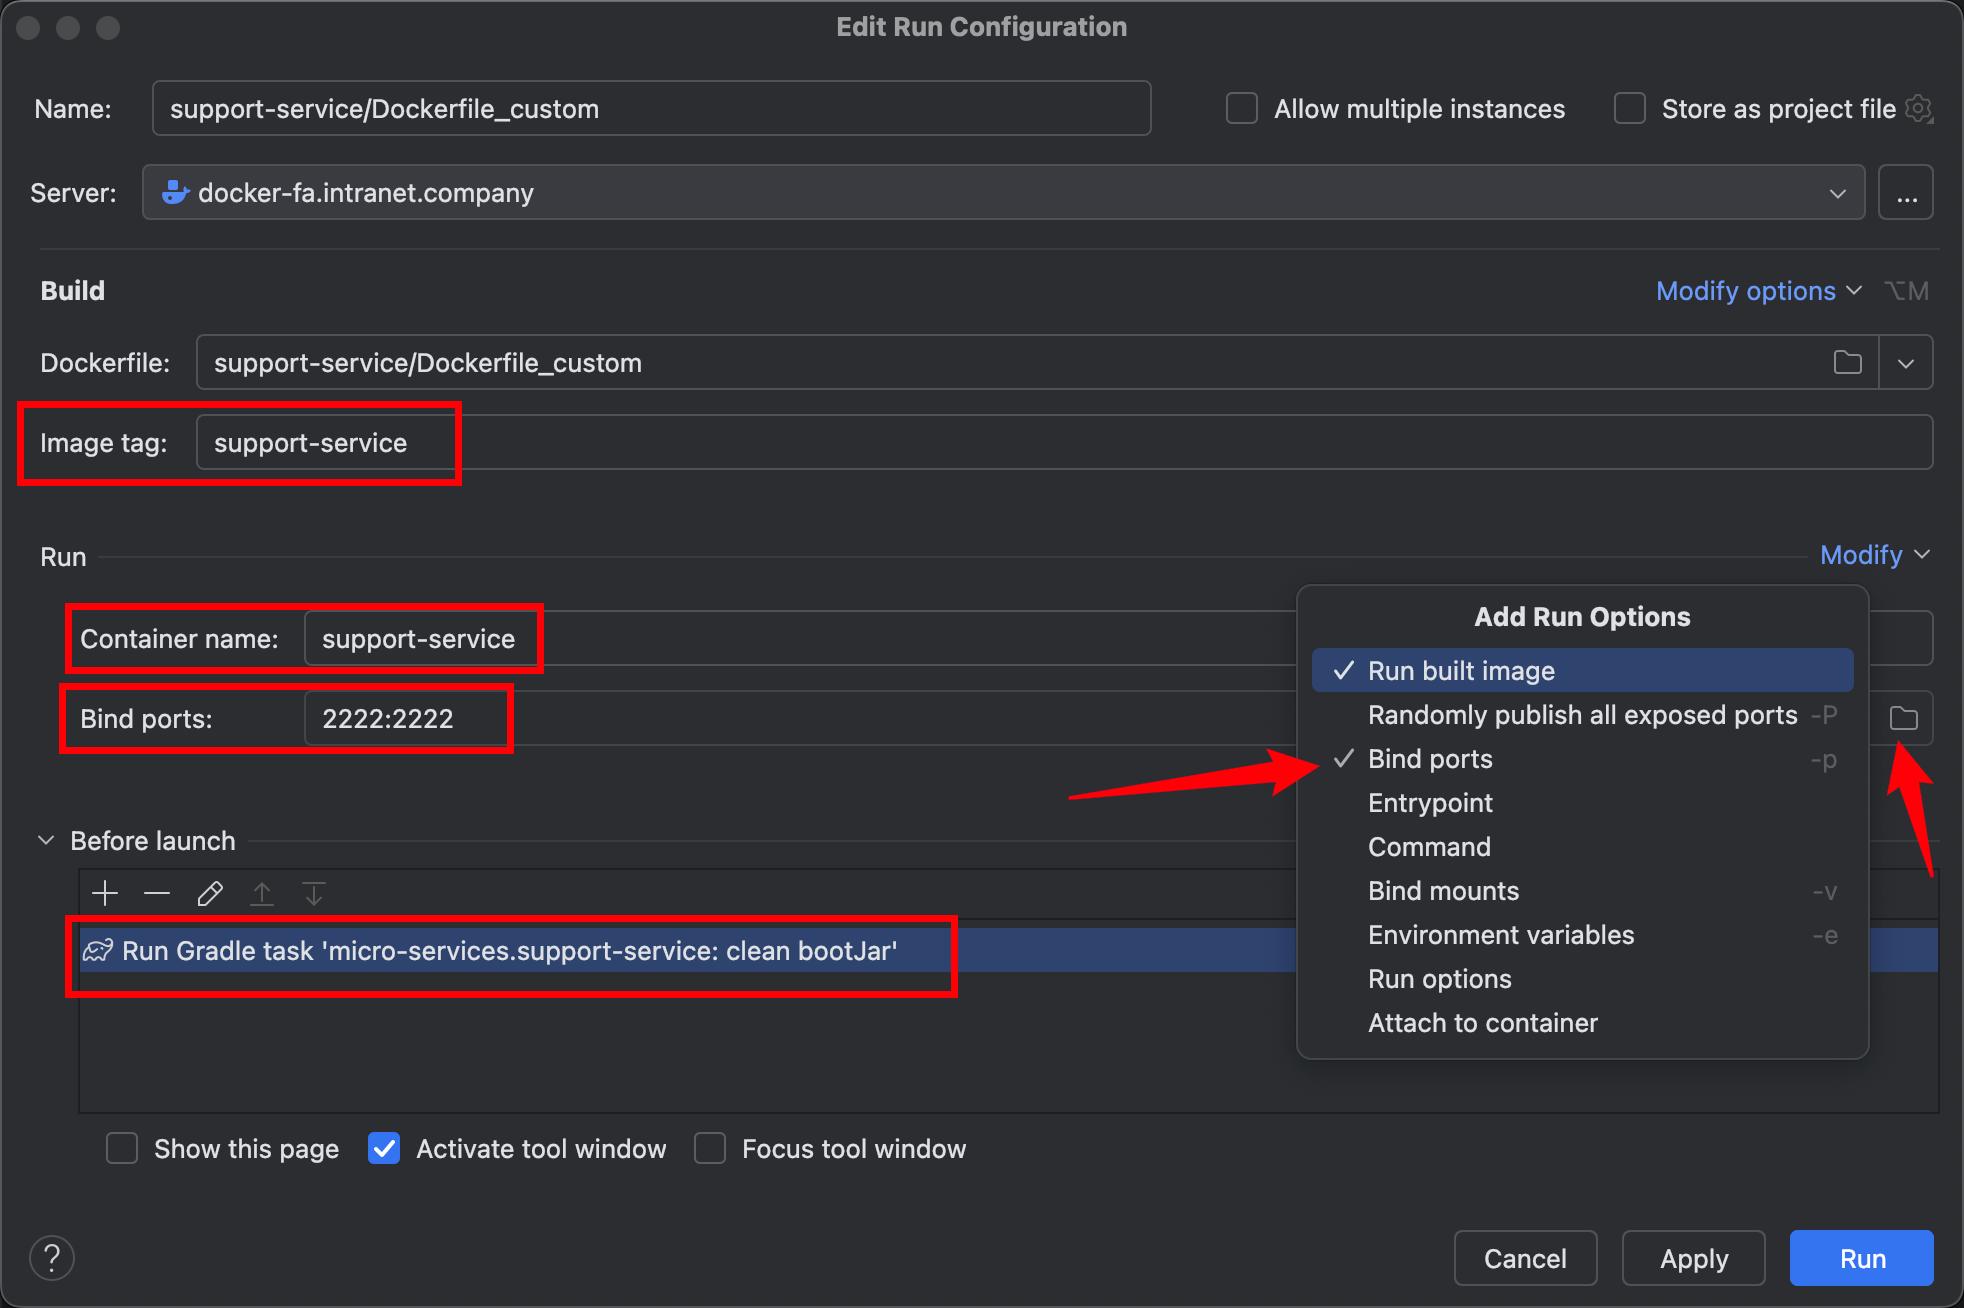 Edit Run Configuration
Name: support-service/Dockerfile_custom Allow multiple instances Store as project file
Server: docker-fa.intranet.company ...
Build Modify options ⌥M
Dockerfile: support-service/Dockerfile_custom
Image tag: support-service
Run Modify
Container name: support-service
Bind ports: 2222:2222
Add Run Options
Run built image
Randomly publish all exposed ports -P
Bind ports -p
Entrypoint
Command
Bind mounts -v
Environment variables -e
Run options
Attach to container
Before launch
Run Gradle task 'micro-services.support-service: clean bootJar'
Show this page Activate tool window Focus tool window
? Cancel Apply Run